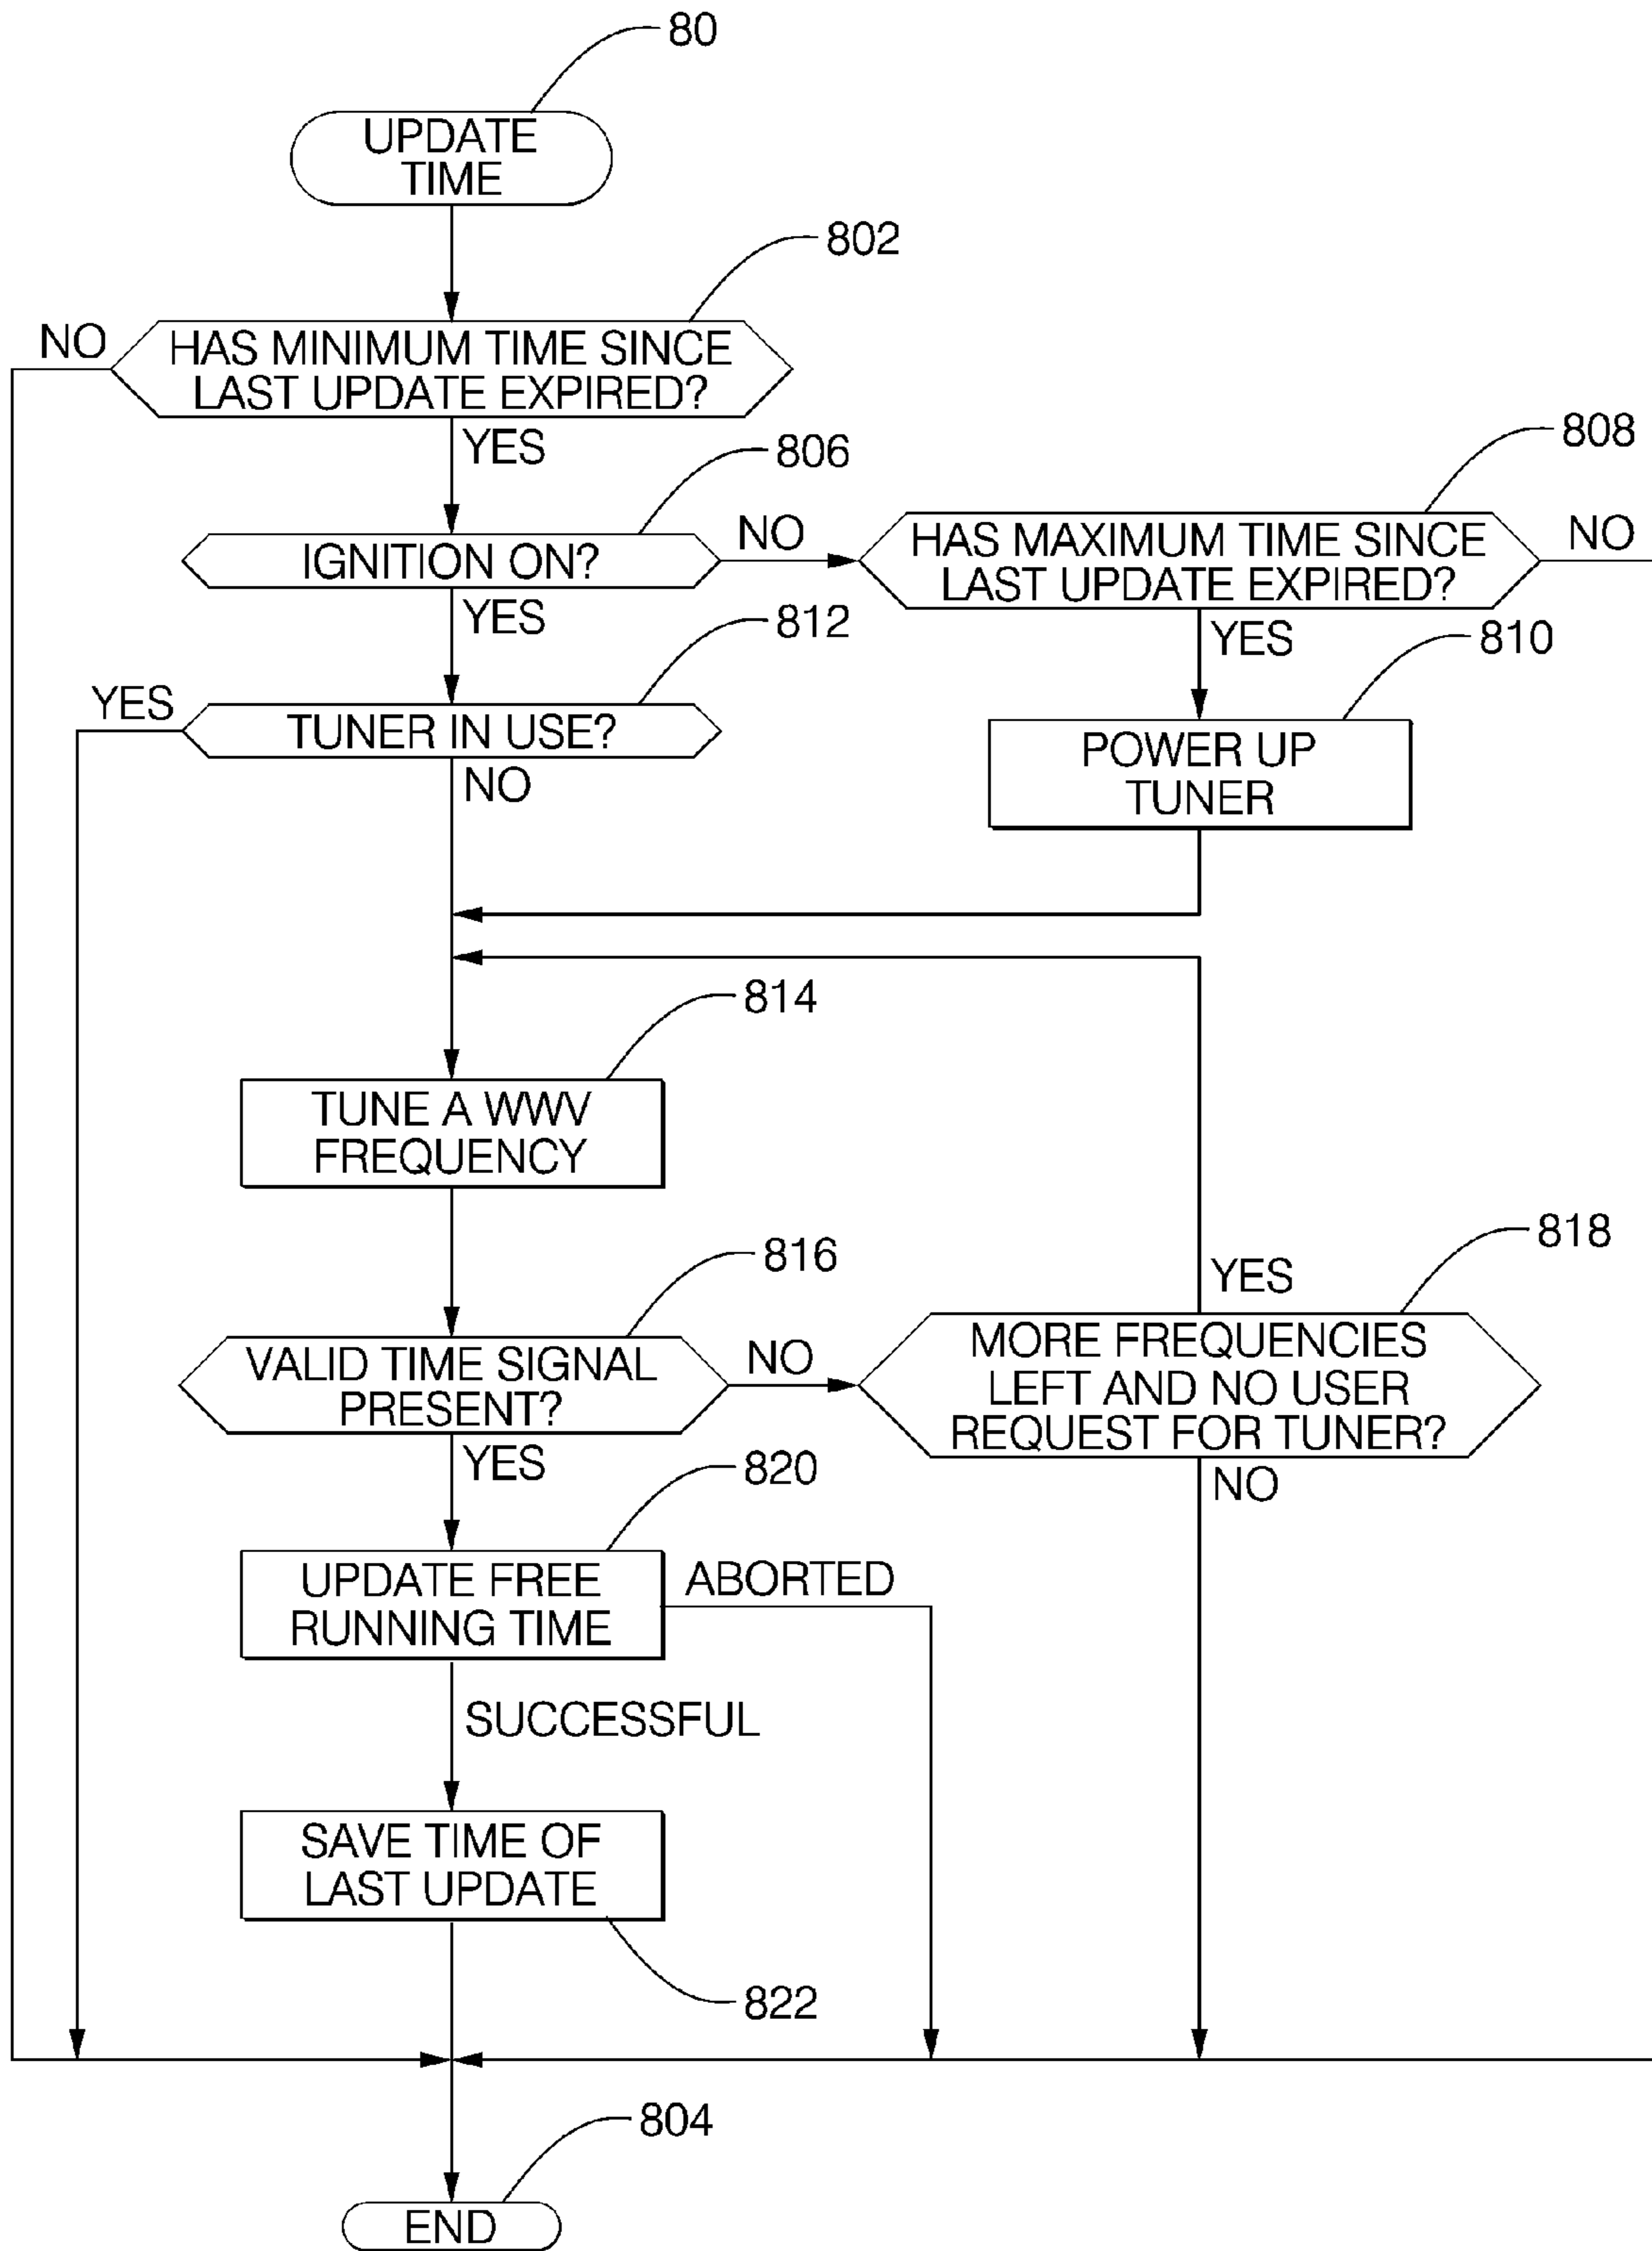 80
UPDATE
TIME
802
NO
HAS MINIMUM TIME SINCE
LAST UPDATE EXPIRED?
YES
806
808
IGNITION ON?
NO
HAS MAXIMUM TIME SINCE
LAST UPDATE EXPIRED?
NO
YES
812
YES
810
YES
TUNER IN USE?
NO
POWER UP
TUNER
814
TUNE A WWV
FREQUENCY
816
818
YES
VALID TIME SIGNAL
PRESENT?
NO
MORE FREQUENCIES
LEFT AND NO USER
REQUEST FOR TUNER?
YES
820
NO
UPDATE FREE
RUNNING TIME
ABORTED
SUCCESSFUL
SAVE TIME OF
LAST UPDATE
822
804
END